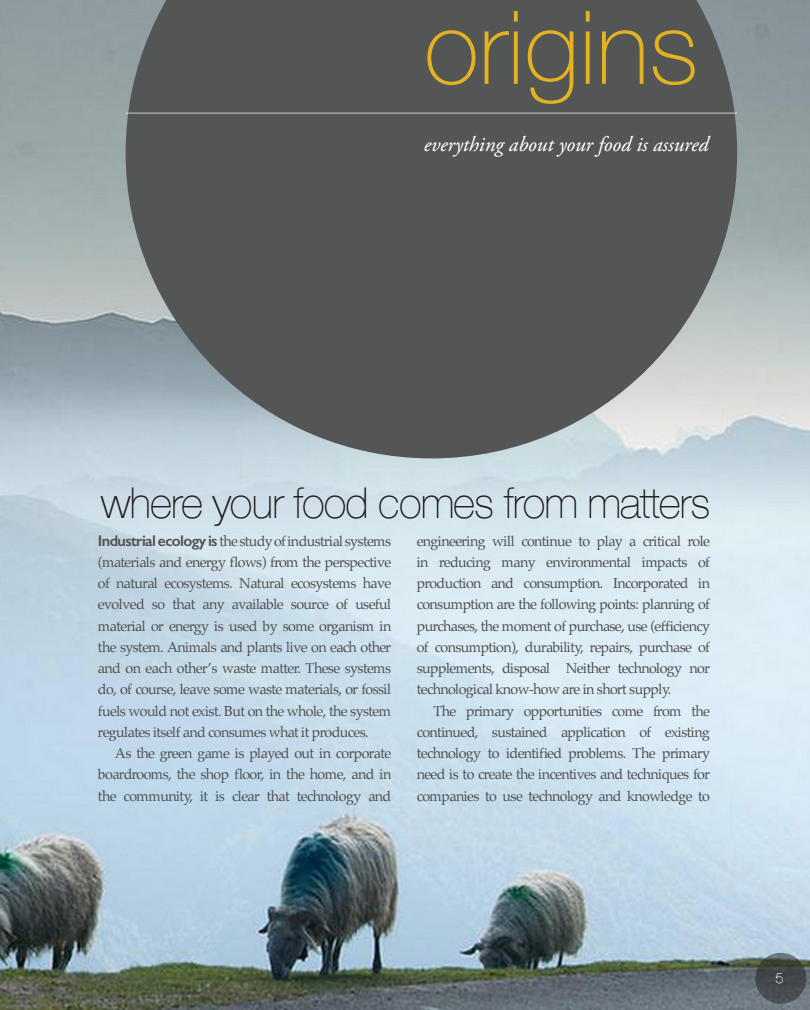 origins
everything about your food is assured
where your food comes from matters
Industrial ecology is the study of industrial systems
(materials and energy flows) from the perspective
of natural ecosystems. Natural ecosystems have
evolved so that any available source of useful
material or energy is used by some organism in
the system. Animals and plants live on each other
and on each other's waste matter. These systems
do, of course, leave some waste materials, or fossil
fuels would not exist. But on the whole, the system
regulates itself and consumes what it produces.
As the green game is played out in corporate
boardrooms, the shop floor, in the home, and in
the community, it is clear that technology and
engineering will continue to play a critical role
in reducing many environmental impacts of
production and consumption. Incorporated in
consumption are the following points: planning of
purchases, the moment of purchase, use (efficiency
of consumption), durability, repairs, purchase of
supplements, disposal Neither technology nor
technological know-how are in short supply.
The primary opportunities come from the
continued, sustained application of existing
technology to identified problems. The primary
need is to create the incentives and techniques for
companies to use technology and knowledge to
5